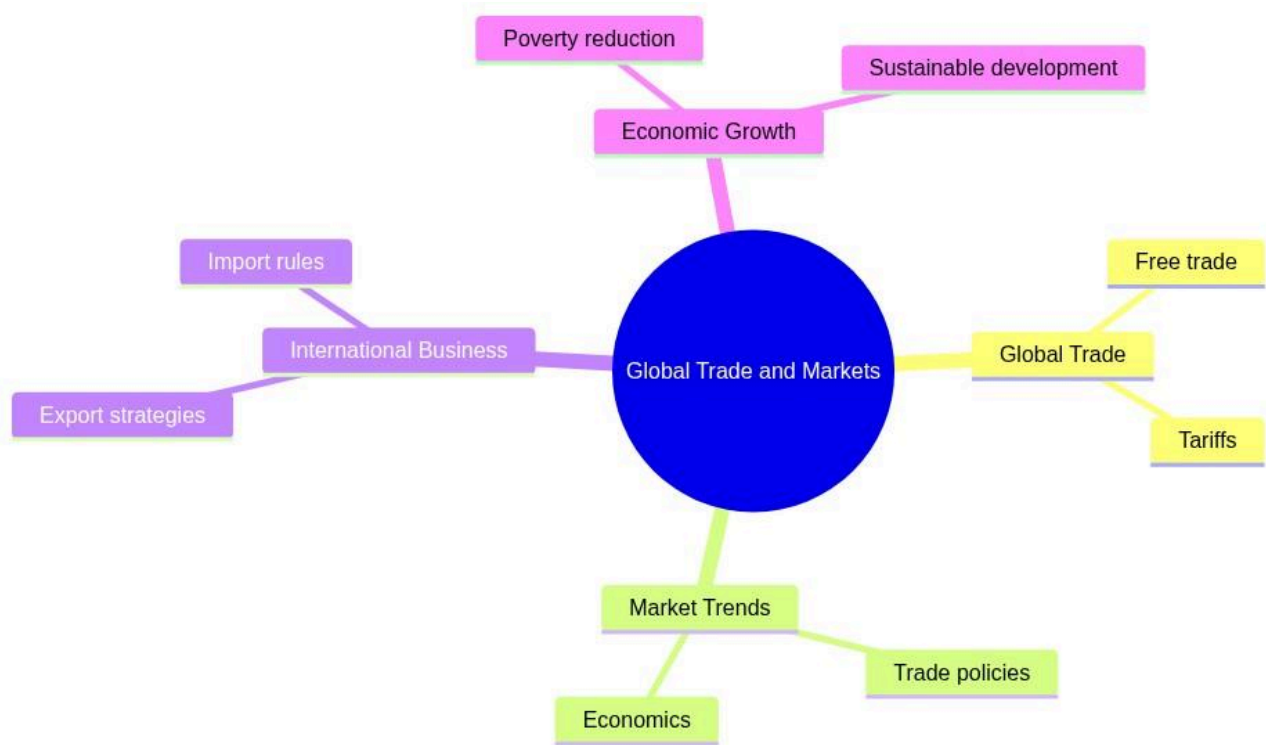 Poverty reduction
Sustainable development
Economic Growth
Import rules
Free trade
International Business
Global Trade
Global Trade and Markets
Export strategies
Tariffs
Market Trends
Trade policies
Economics